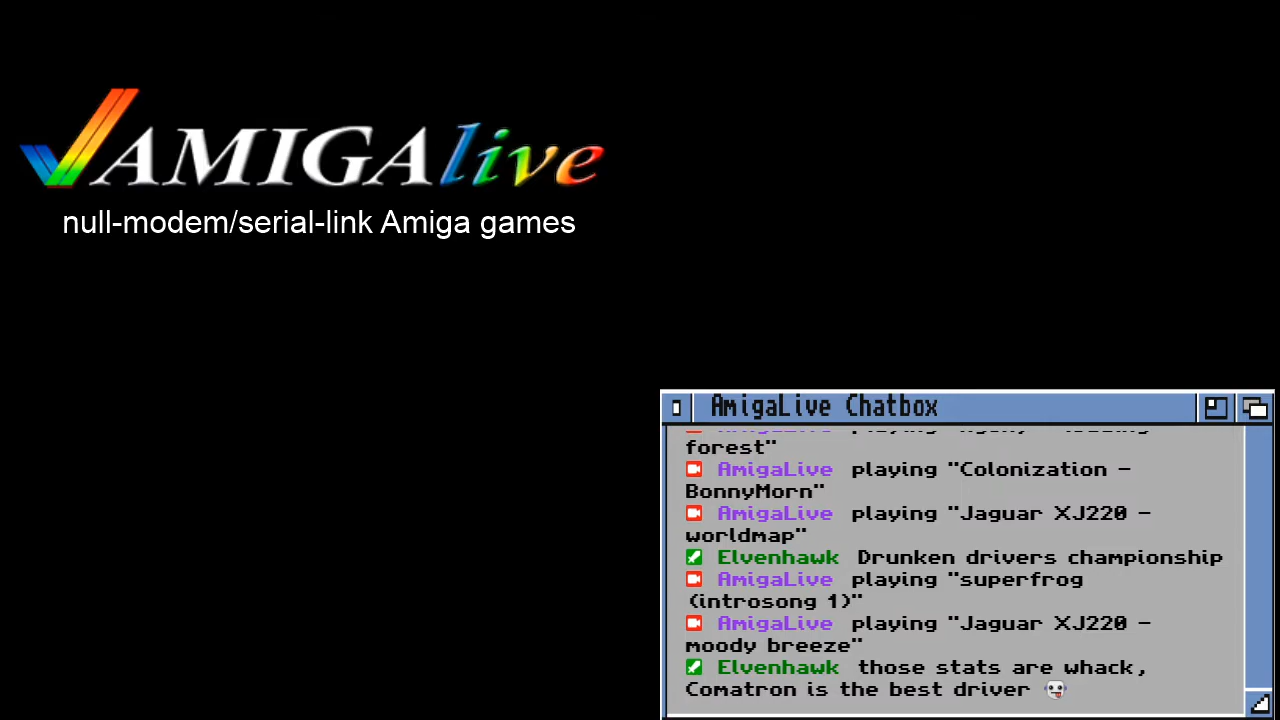 AMIGAlive
null-modem/serial-link Amiga games
AmigaLive Chatbox
forest"
AmigaLive playing "Colonization -
BonnyMorn"
AmigaLive playing "Jaguar XJ220 -
worldmap"
Elvenhawk Drunken drivers championship
AmigaLive playing "superfrog
(introsong 1)"
AmigaLive playing "Jaguar XJ220 -
moody breeze"
Elvenhawk those stats are whack,
Comatron is the best driver